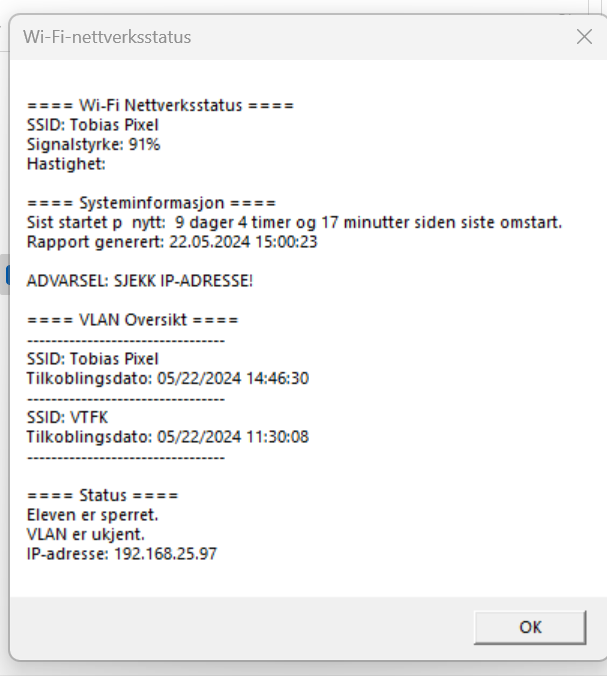 Wi-Fi-nettverksstatus
==== Wi-Fi Nettverksstatus ====
SSID: Tobias Pixel
Signalstyrke: 91%
Hastighet:
==== Systeminformasjon ====
Sist startet p  nytt:  9 dager 4 timer og 17 minutter siden siste omstart.
Rapport generert: 22.05.2024 15:00:23
ADVARSEL: SJEKK IP-ADRESSE!
==== VLAN Oversikt ====
---------------------------------
SSID: Tobias Pixel
Tilkoblingsdato: 05/22/2024 14:46:30
---------------------------------
SSID: VTFK
Tilkoblingsdato: 05/22/2024 11:30:08
---------------------------------
==== Status ====
Eleven er sperret.
VLAN er ukjent.
IP-adresse: 192.168.25.97
OK